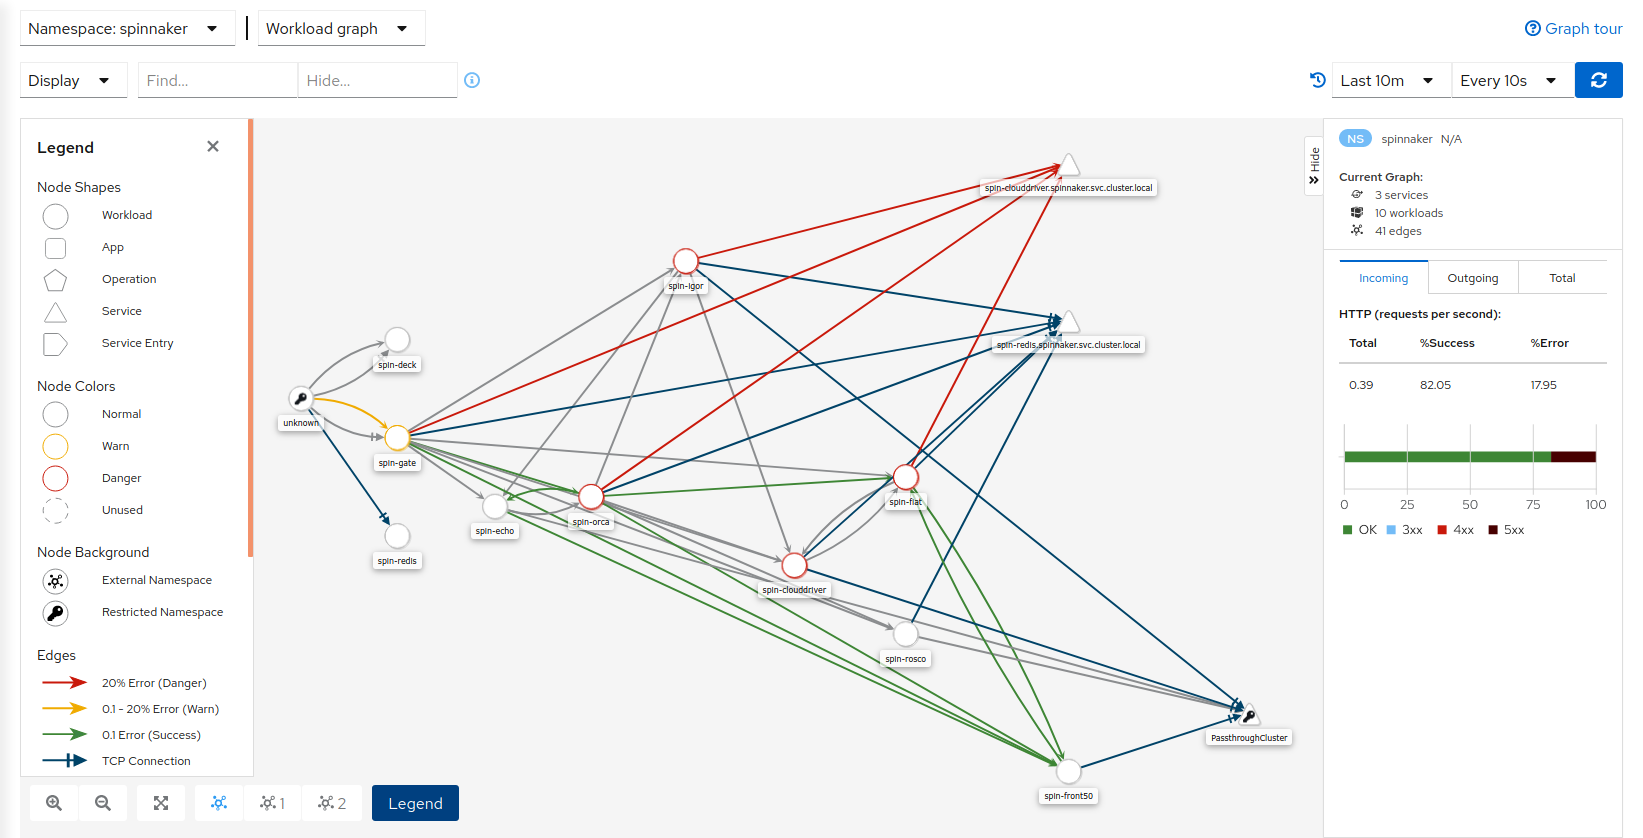 Namespace: spinnaker
Workload graph
Graph tour
Display
Find...
Hide...
Last 10m
Every 10s
Legend
Node Shapes
Workload
App
Operation
Service
Service Entry
Node Colors
Normal
Warn
Danger
Unused
Node Background
External Namespace
Restricted Namespace
Edges
20% Error (Danger)
0.1 - 20% Error (Warn)
0.1 Error (Success)
TCP Connection
spin-clouddriver.spinnaker.svc.cluster.local
spin-igor
spin-redis.spinnaker.svc.cluster.local
spin-deck
unknown
spin-gate
spin-fiat
spin-orca
spin-echo
spin-redis
spin-clouddriver
spin-rosco
PassthroughCluster
spin-front50
1
2
Legend
Hide
NS spinnaker N/A
Current Graph:
3 services
10 workloads
41 edges
Incoming
Outgoing
Total
HTTP (requests per second):
Total %Success %Error
0.39 82.05 17.95
0 25 50 75 100
OK 3xx 4xx 5xx